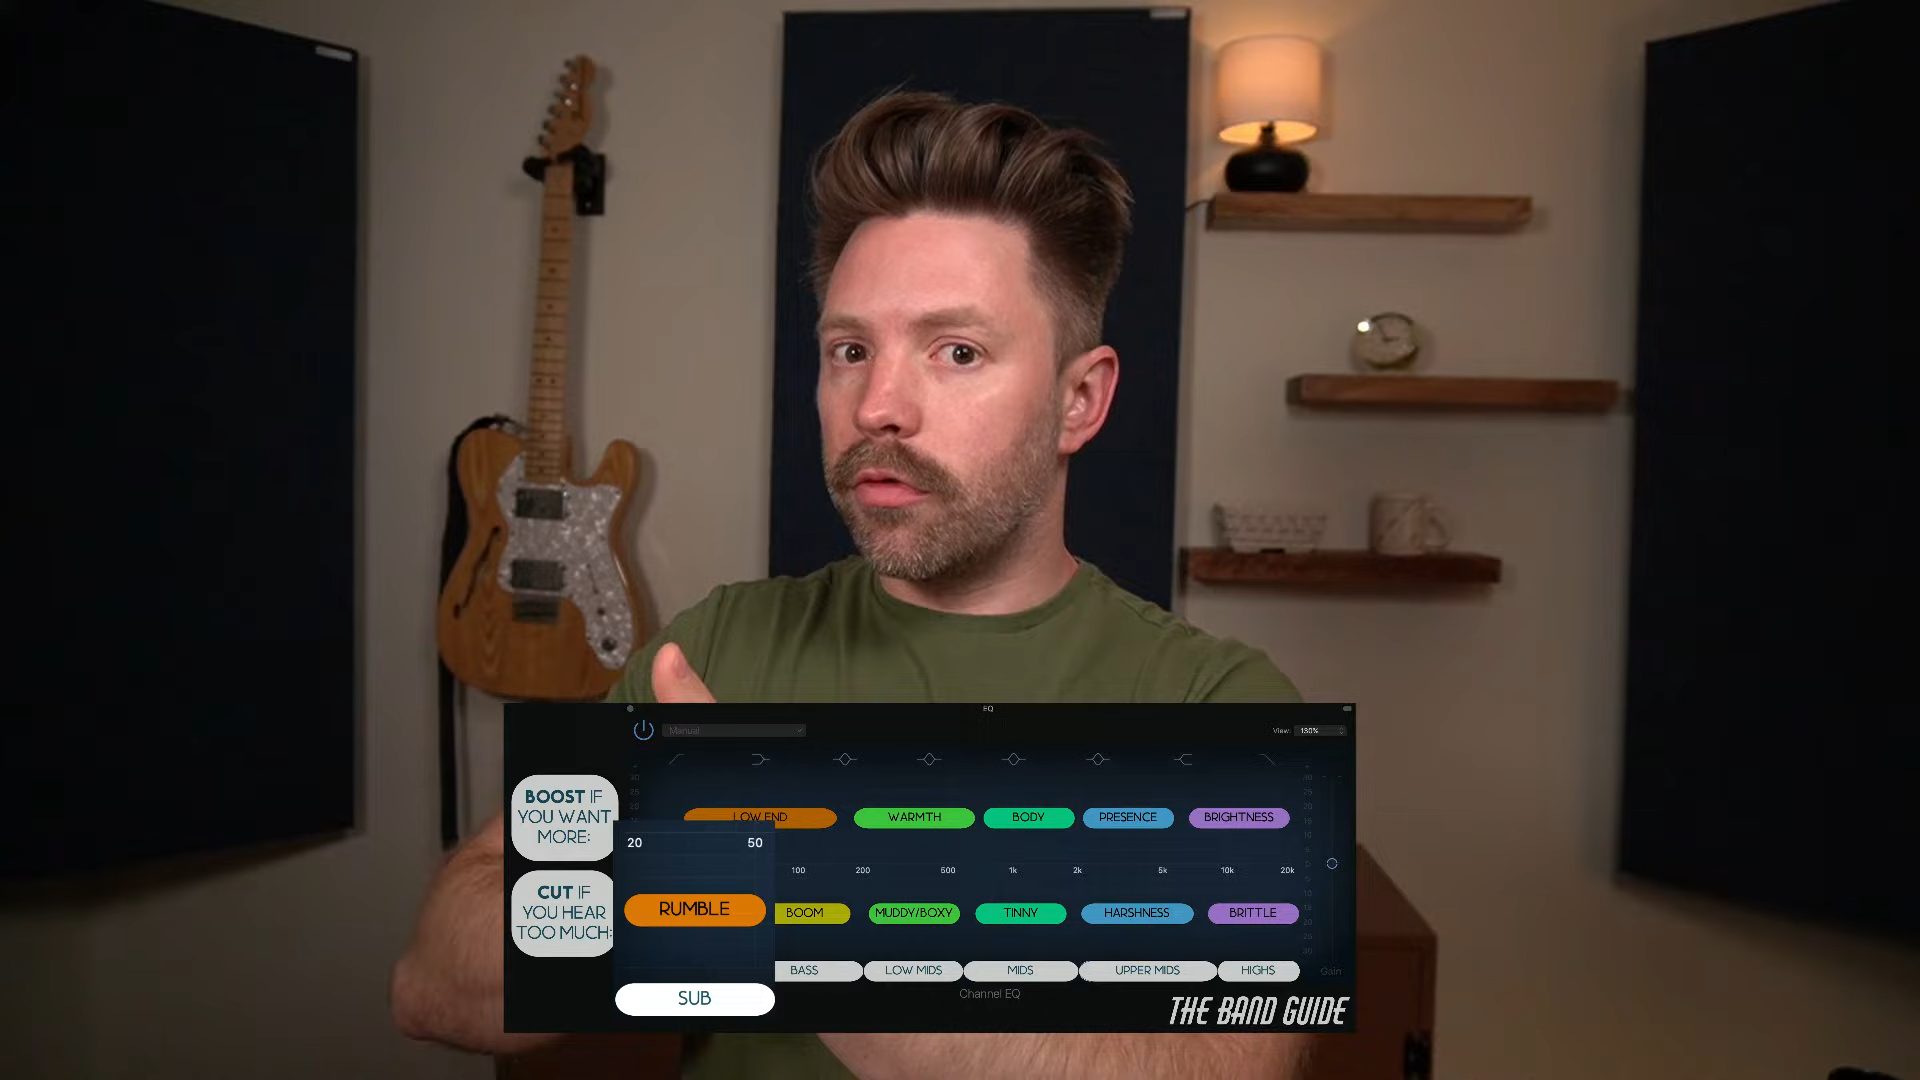 EQ
Manual
View: 130%
BOOST IF
YOU WANT
MORE:
LOW END
WARMTH
BODY
PRESENCE
BRIGHTNESS
20 50
100 200 500 1k 2k 5k 10k 20k
CUT IF
YOU HEAR
TOO MUCH:
RUMBLE
BOOM
MUDDY/BOXY
TINNY
HARSHNESS
BRITTLE
SUB
BASS
LOW MIDS
MIDS
UPPER MIDS
HIGHS
Gain
Channel EQ
THE BAND GUIDE